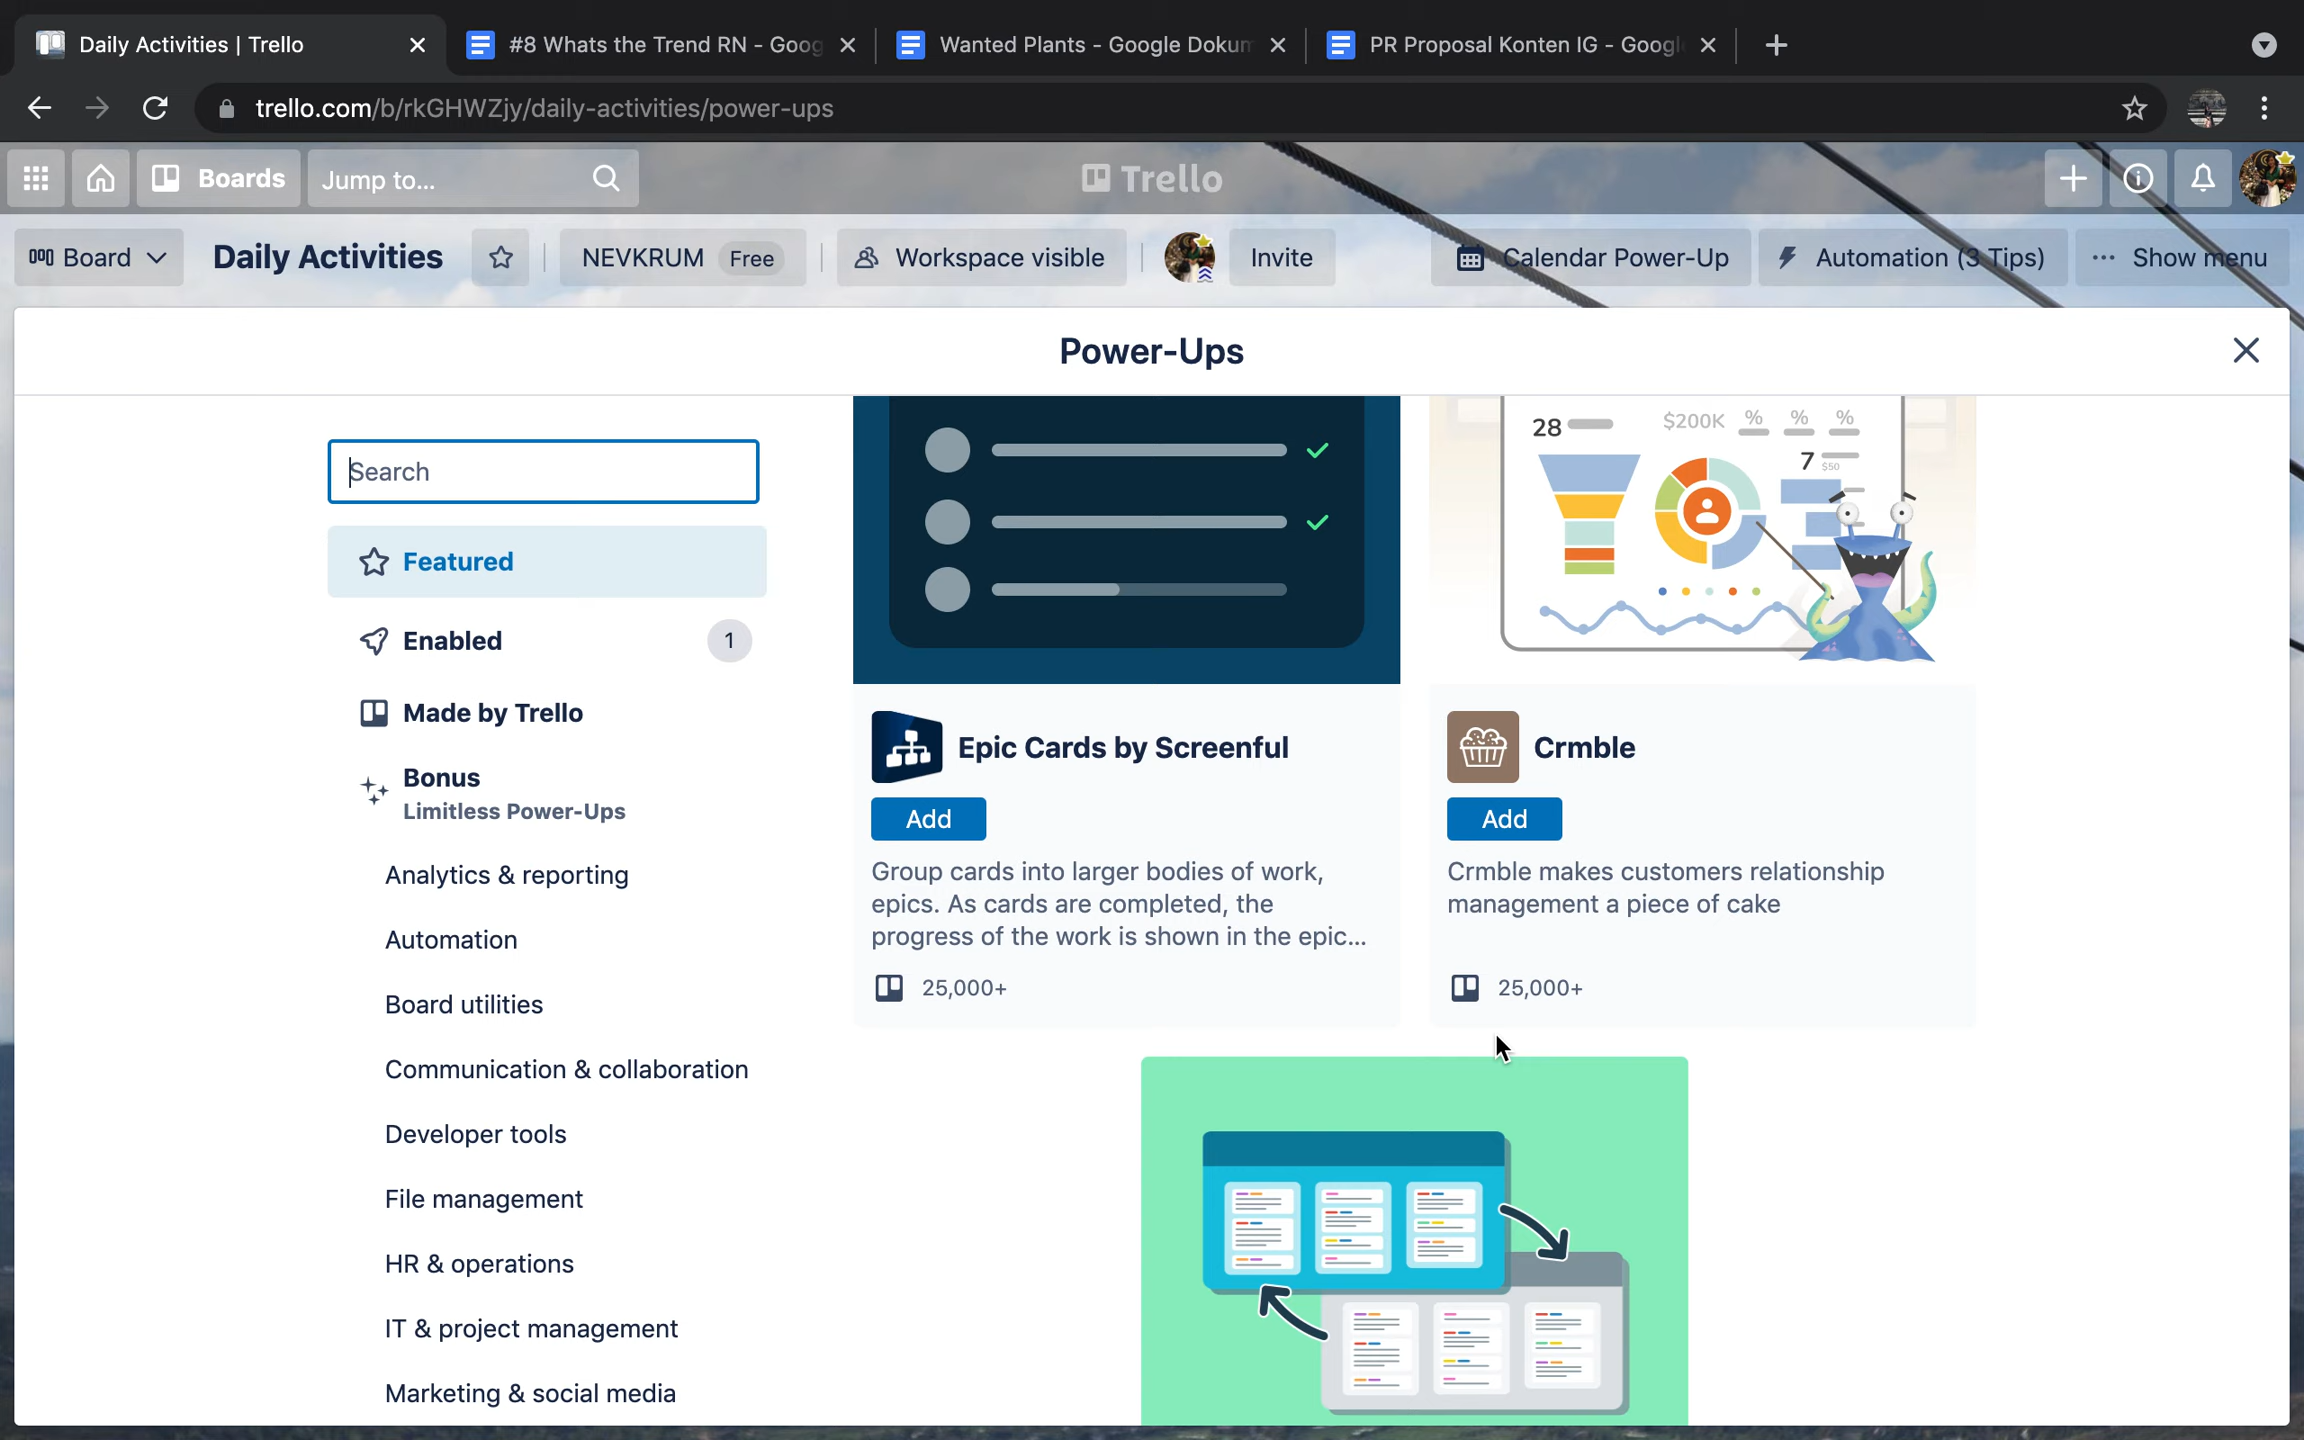 Daily Activities | Trello
#8 Whats the Trend RN - Goog
Wanted Plants - Google Dokum
PR Proposal Konten IG - Googl
trello.com/b/rkGHWZjy/daily-activities/power-ups
Boards
Jump to...
Trello
Board
Daily Activities
NEVKRUM Free
Workspace visible
Invite
Calendar Power-Up
Automation (3 Tips)
... Show menu
Power-Ups
Search
Featured
Enabled 1
Made by Trello
Bonus
Limitless Power-Ups
Analytics & reporting
Automation
Board utilities
Communication & collaboration
Developer tools
File management
HR & operations
IT & project management
Marketing & social media
Epic Cards by Screenful
Add
Group cards into larger bodies of work,
epics. As cards are completed, the
progress of the work is shown in the epic...
25,000+
28 $200K % % %
7 $50
Crmble
Add
Crmble makes customers relationship
management a piece of cake
25,000+